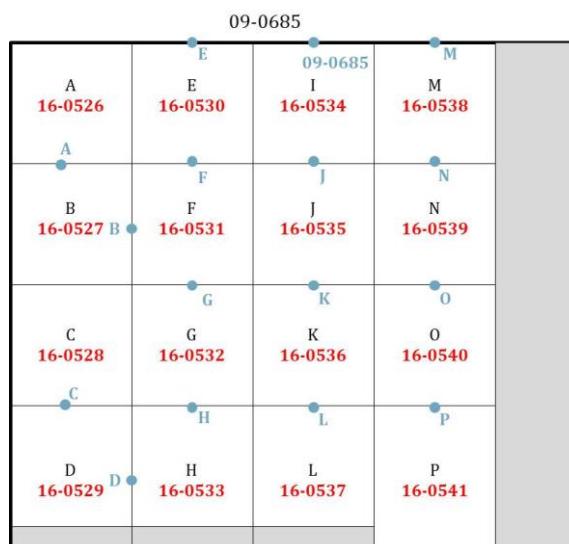 09-0685
E
09-0685
M
A
16-0526
E
16-0530
I
16-0534
M
16-0538
A
F
J
N
B
16-0527
B
F
16-0531
J
16-0535
N
16-0539
G
K
O
C
16-0528
G
16-0532
K
16-0536
O
16-0540
C
H
L
P
D
16-0529
D
H
16-0533
L
16-0537
P
16-0541